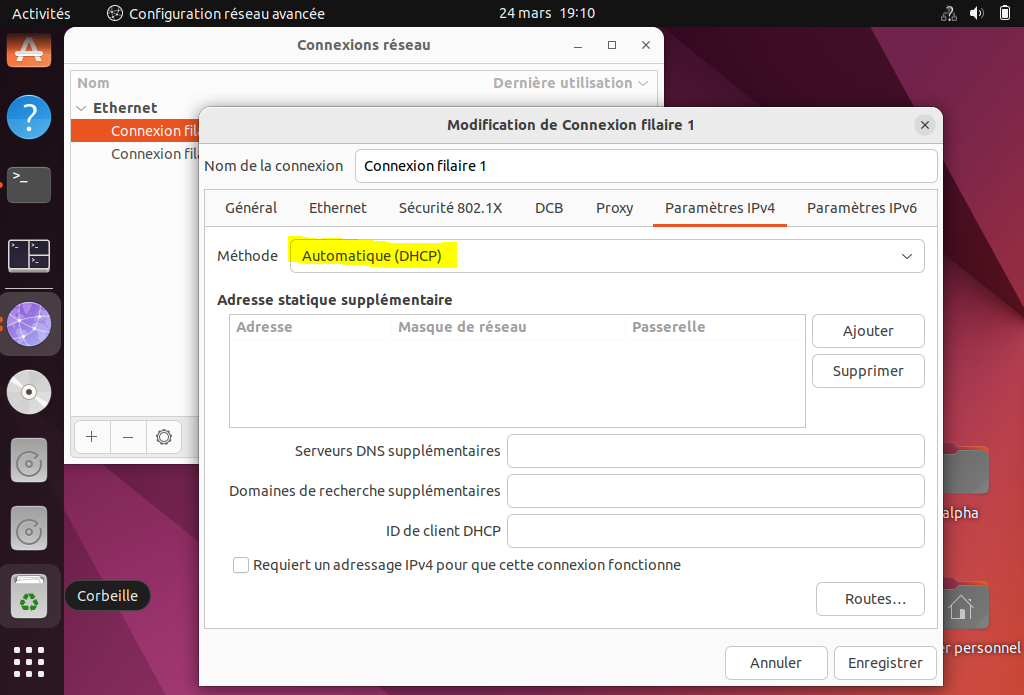 Activités Configuration réseau avancée 24 mars 19:10
Connexions réseau
Nom Dernière utilisation
Ethernet
Connexion fil
Connexion fil
Modification de Connexion filaire 1
Nom de la connexion Connexion filaire 1
Général Ethernet Sécurité 802.1X DCB Proxy Paramètres IPv4 Paramètres IPv6
Méthode Automatique (DHCP)
Adresse statique supplémentaire
Adresse Masque de réseau Passerelle
Ajouter
Supprimer
Serveurs DNS supplémentaires
Domaines de recherche supplémentaires
ID de client DHCP
Requiert un adressage IPv4 pour que cette connexion fonctionne
Routes…
Annuler Enregistrer
alpha
Corbeille
er personnel